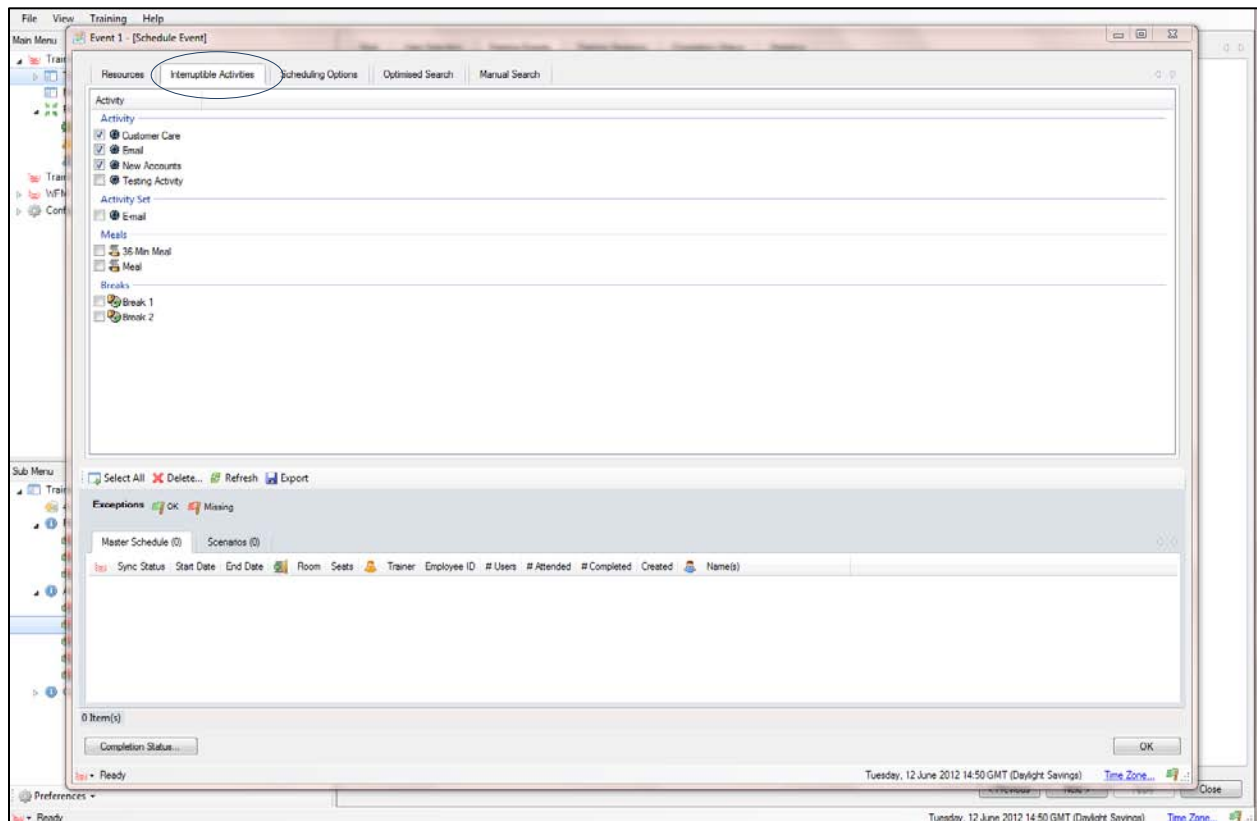 File View Training Help
Main Menu
Event 1 - [Schedule Event]
Resources Interruptible Activities Scheduling Options Optimised Search Manual Search
Activity
Activity
Customer Care
Email
New Accounts
Testing Activity
Activity Set
E-mail
Meals
36-Min Meal
Meal
Breaks
Break 1
Break 2
Sub Menu
Select All Delete... Refresh Export
Exceptions OK Missing
Master Schedule (0) Scenarios (0)
Sync Status Start Date End Date Room Seats Trainer Employee ID # Users # Attended # Completed Created Name(s)
0 Item(s)
Completion Status... OK
Ready Tuesday, 12 June 2012 14:50 GMT (Daylight Savings) Time Zone...
Preferences Close
Ready Tuesday, 12 June 2012 14:50 GMT (Daylight Savings) Time Zone...